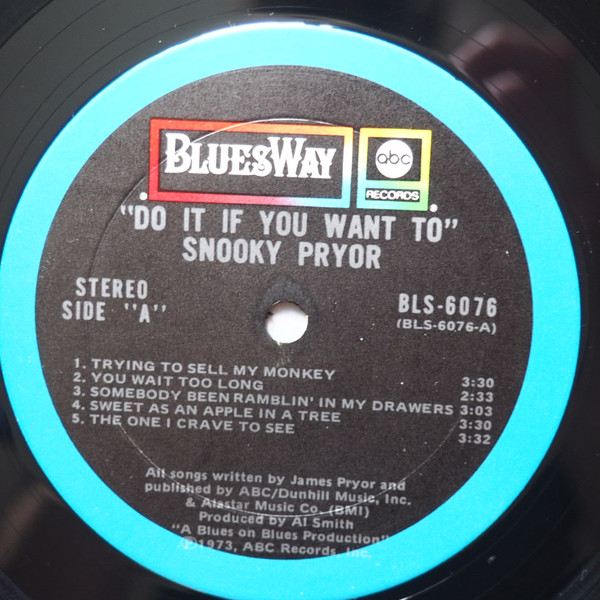 BLUESWAY
abc
RECORDS
"DO IT IF YOU WANT TO"
SNOOKY PRYOR
STEREO
SIDE "A"
BLS-6076
(BLS-6076-A)
1. TRYING TO SELL MY MONKEY 3:30
2. YOU WAIT TOO LONG 2:33
3. SOMEBODY BEEN RAMBLIN' IN MY DRAWERS 3:03
4. SWEET AS AN APPLE IN A TREE 3:30
5. THE ONE I CRAVE TO SEE 3:32
All songs written by James Pryor and
published by ABC/Dunhill Music, Inc.
& Alastar Music Co. (BMI)
Produced by Al Smith
"A Blues on Blues Production"
Ⓟ1973, ABC Records, Inc.